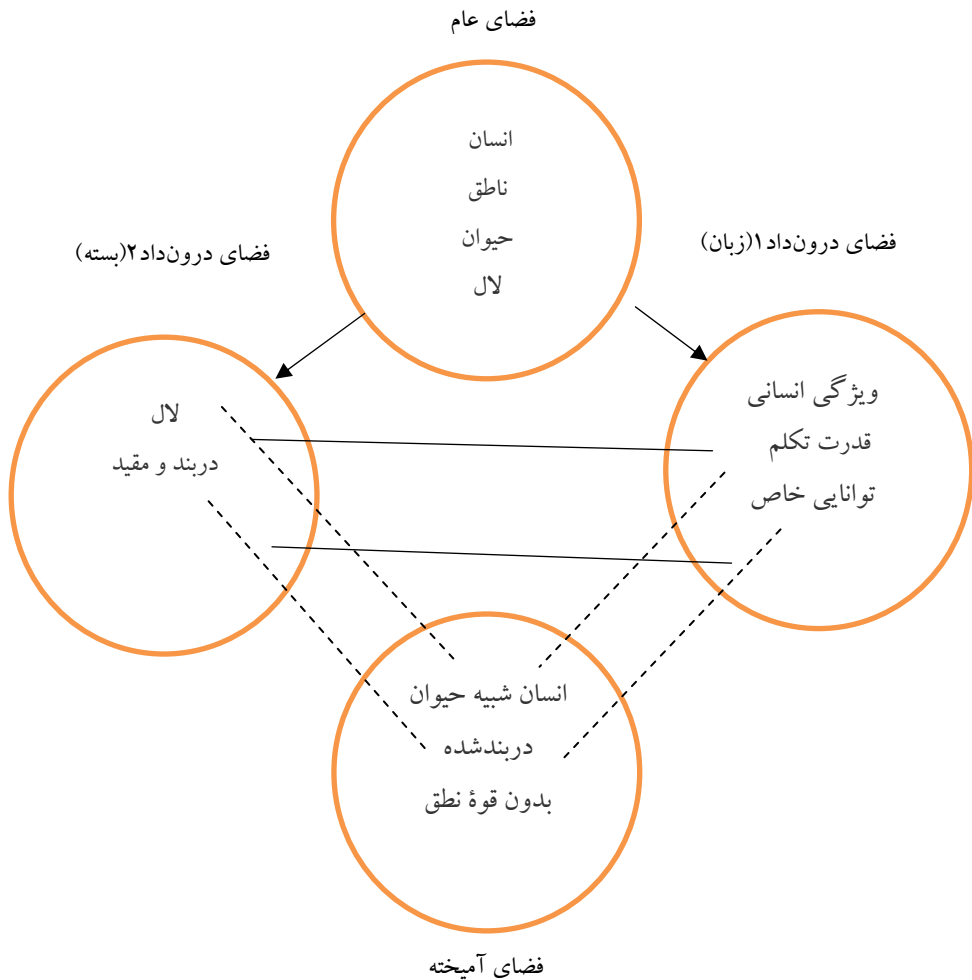 فضای عام
انسان
ناطق
حیوان
لال
فضای درون‌داد۱(زبان)
ویژگی انسانی
قدرت تکلم
توانایی خاص
فضای درون‌داد۲(بسته)
لال
دربند و مقید
انسان شبیه حیوان
دربندشده
بدون قوۀ نطق
فضای آمیخته